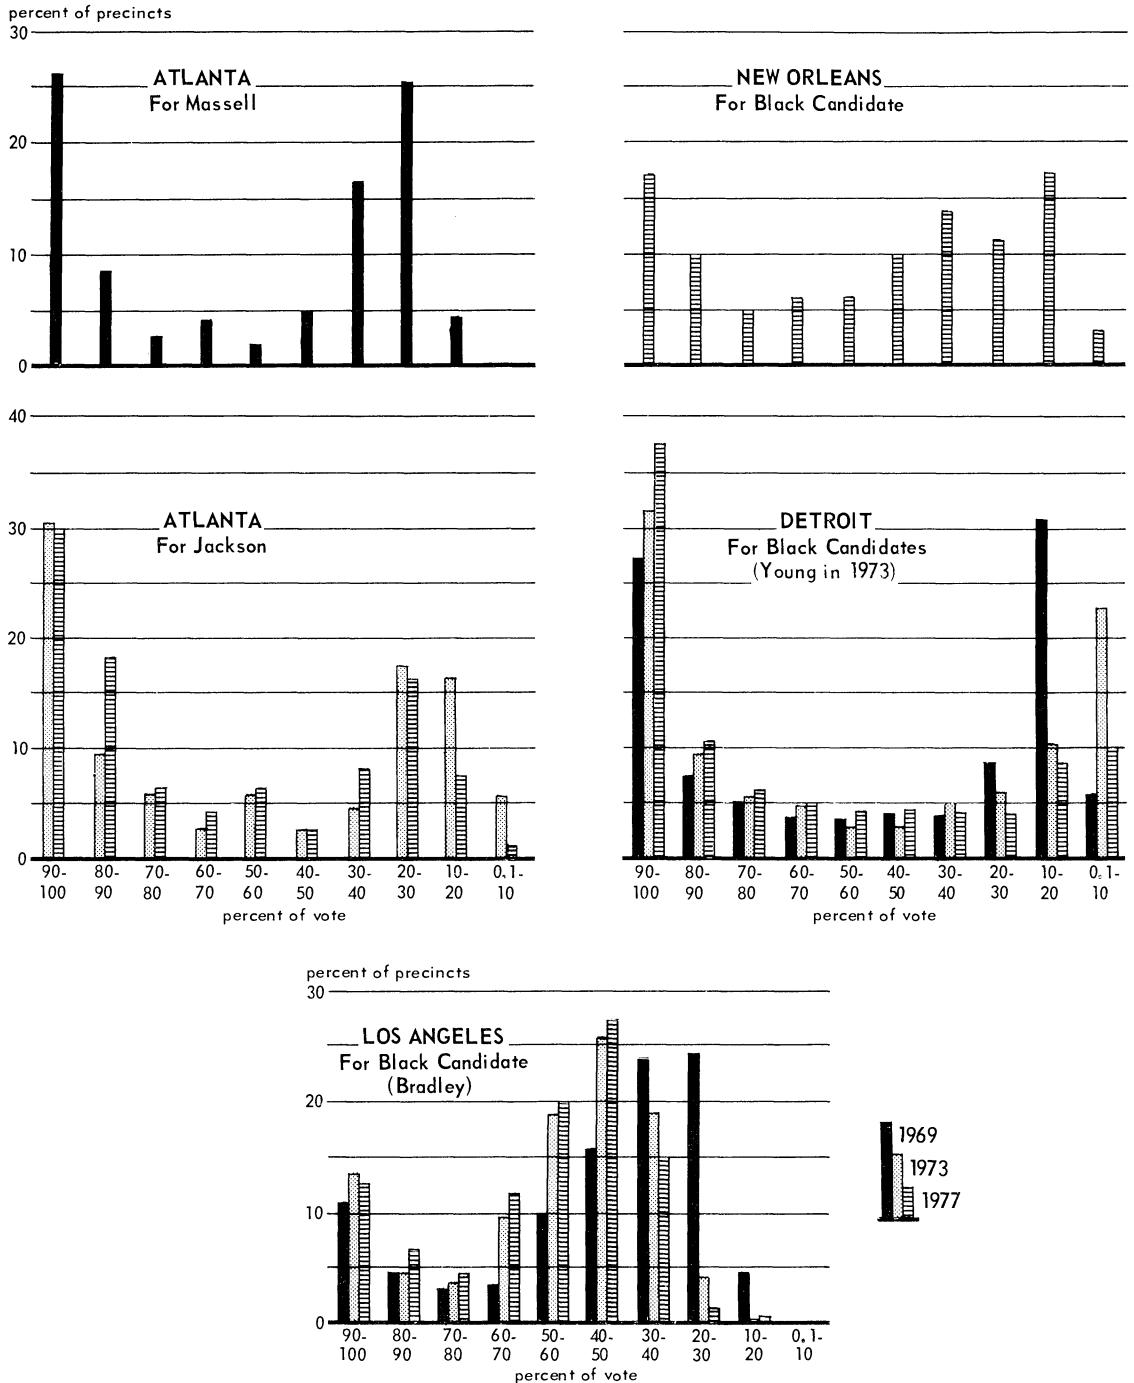 percent of precincts
30
ATLANTA
For Massell
20
10
0
NEW ORLEANS
For Black Candidate
40
30
ATLANTA
For Jackson
20
10
0
90-100
80-90
70-80
60-70
50-60
40-50
30-40
20-30
10-20
0.1-10
percent of vote
DETROIT
For Black Candidates
(Young in 1973)
90-100
80-90
70-80
60-70
50-60
40-50
30-40
20-30
10-20
0.1-10
percent of vote
percent of precincts
30
LOS ANGELES
For Black Candidate
(Bradley)
20
10
0
90-100
80-90
70-80
60-70
50-60
40-50
30-40
20-30
10-20
0.1-10
percent of vote
1969
1973
1977